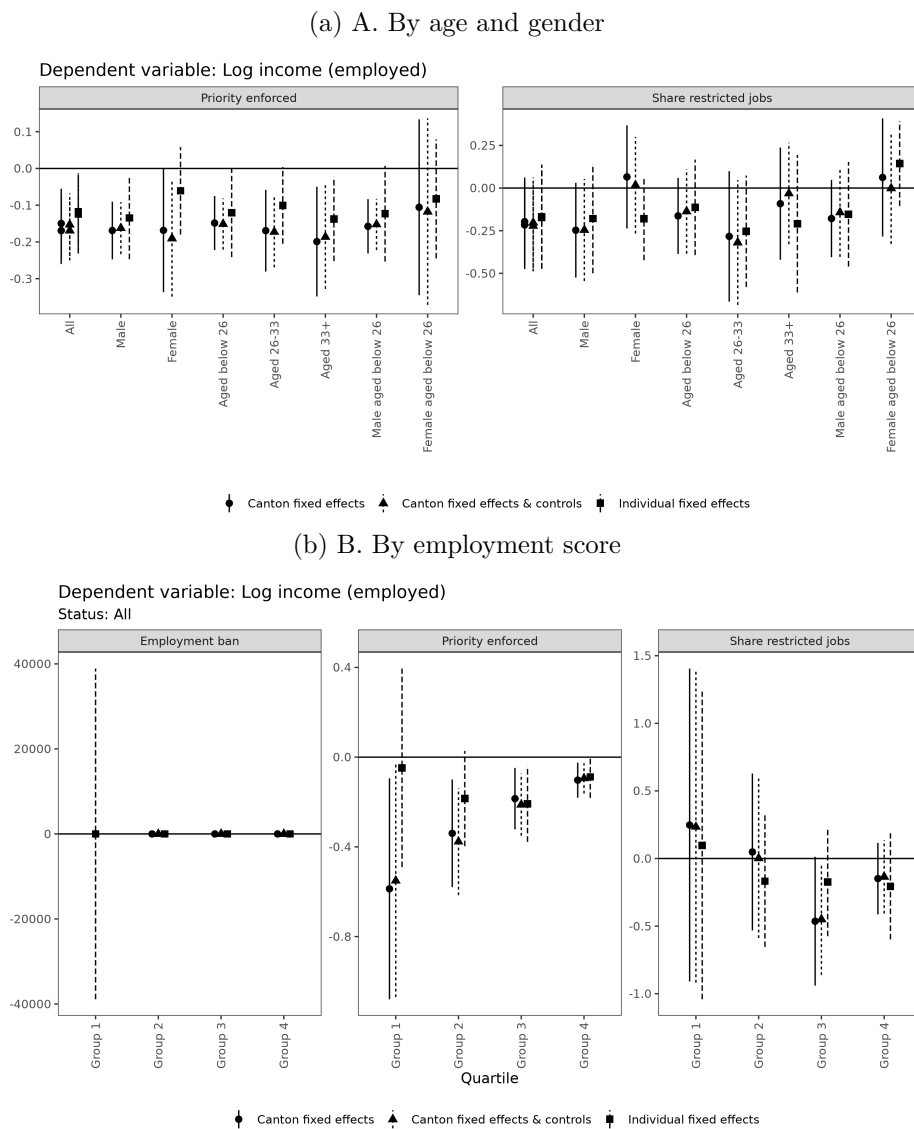 (a) A. By age and gender
Dependent variable: Log income (employed)
Priority enforced
Share restricted jobs
0.1
0.0
-0.1
-0.2
-0.3
0.25
0.00
-0.25
-0.50
All
Male
Female
Aged below 26
Aged 26-33
Aged 33+
Male aged below 26
Female aged below 26
All
Male
Female
Aged below 26
Aged 26-33
Aged 33+
Male aged below 26
Female aged below 26
Canton fixed effects
Canton fixed effects & controls
Individual fixed effects
(b) B. By employment score
Dependent variable: Log income (employed)
Status: All
Employment ban
Priority enforced
Share restricted jobs
40000
20000
0
-20000
-40000
0.4
0.0
-0.4
-0.8
1.5
1.0
0.5
0.0
-0.5
-1.0
Group 1
Group 2
Group 3
Group 4
Group 1
Group 2
Group 3
Group 4
Group 1
Group 2
Group 3
Group 4
Quartile
Canton fixed effects
Canton fixed effects & controls
Individual fixed effects